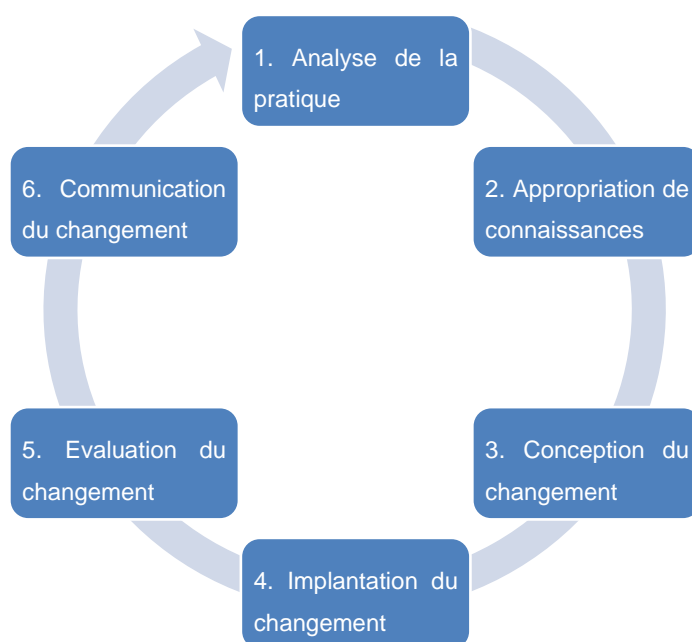 1. Analyse de la
pratique
2. Appropriation de
connaissances
3. Conception du
changement
4. Implantation du
changement
5. Evaluation du
changement
6. Communication
du changement